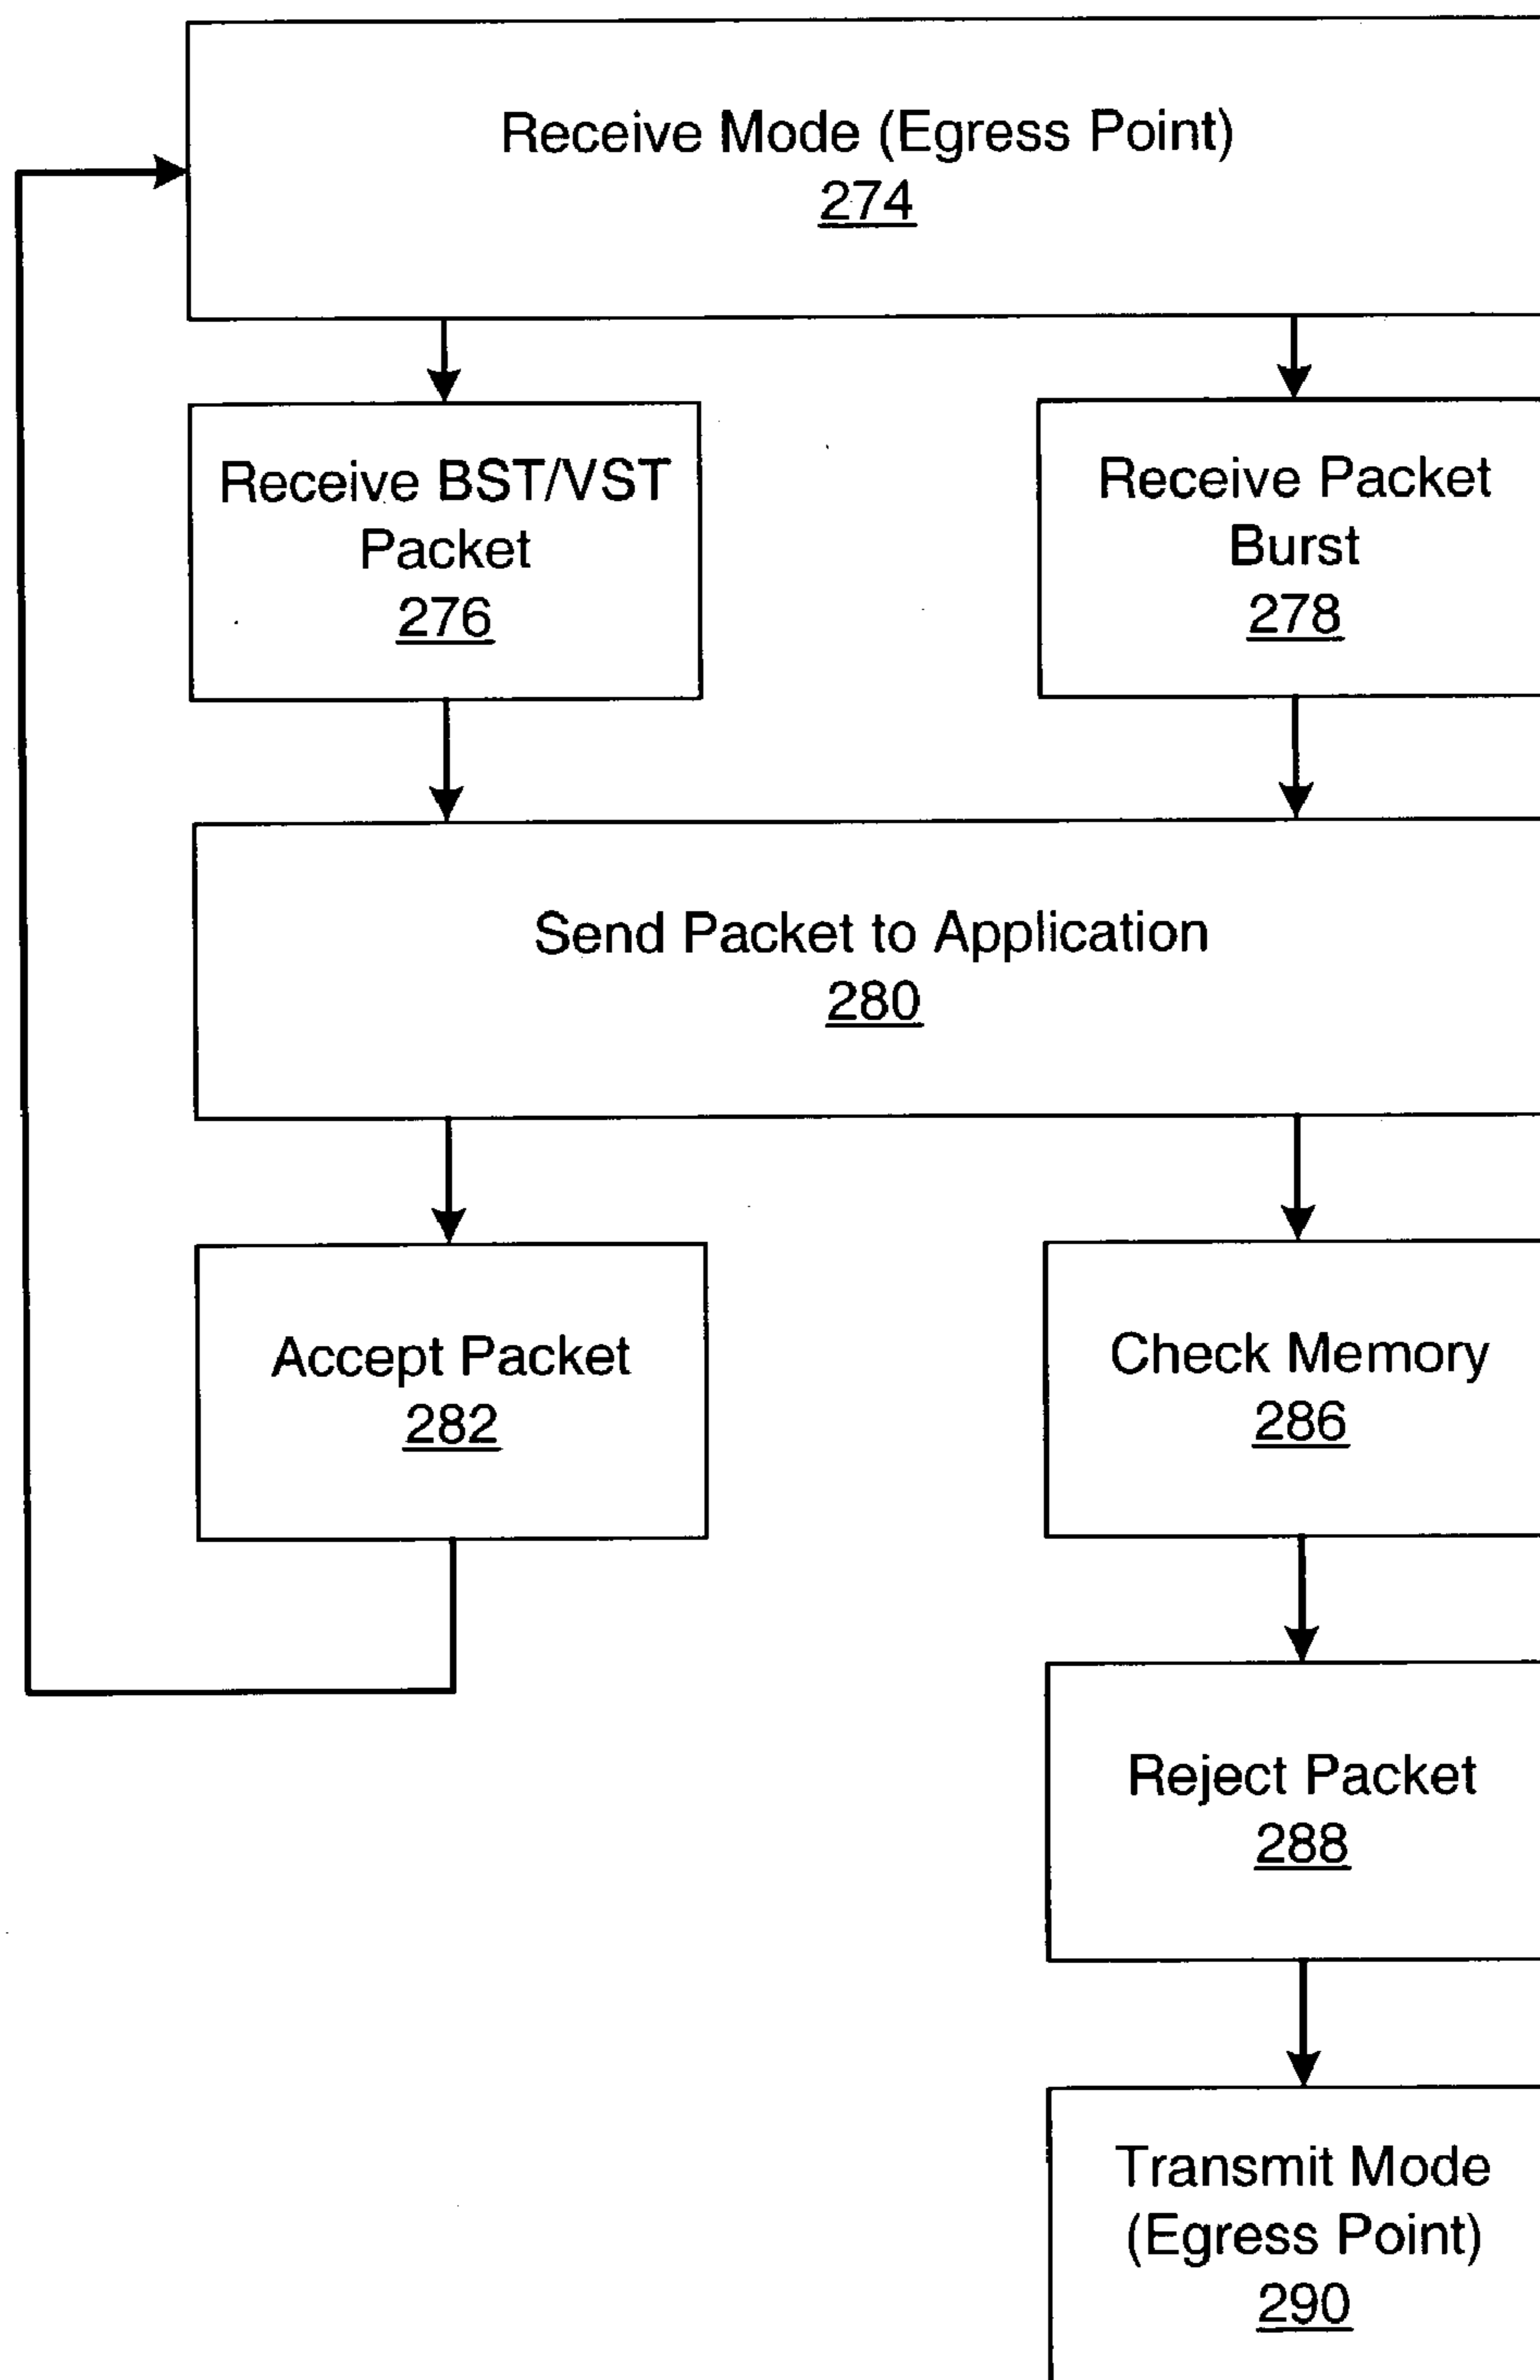 Receive Mode (Egress Point)
274
Receive BST/VST
Packet
276
Receive Packet
Burst
278
Send Packet to Application
280
Accept Packet
282
Check Memory
286
Reject Packet
288
Transmit Mode
(Egress Point)
290